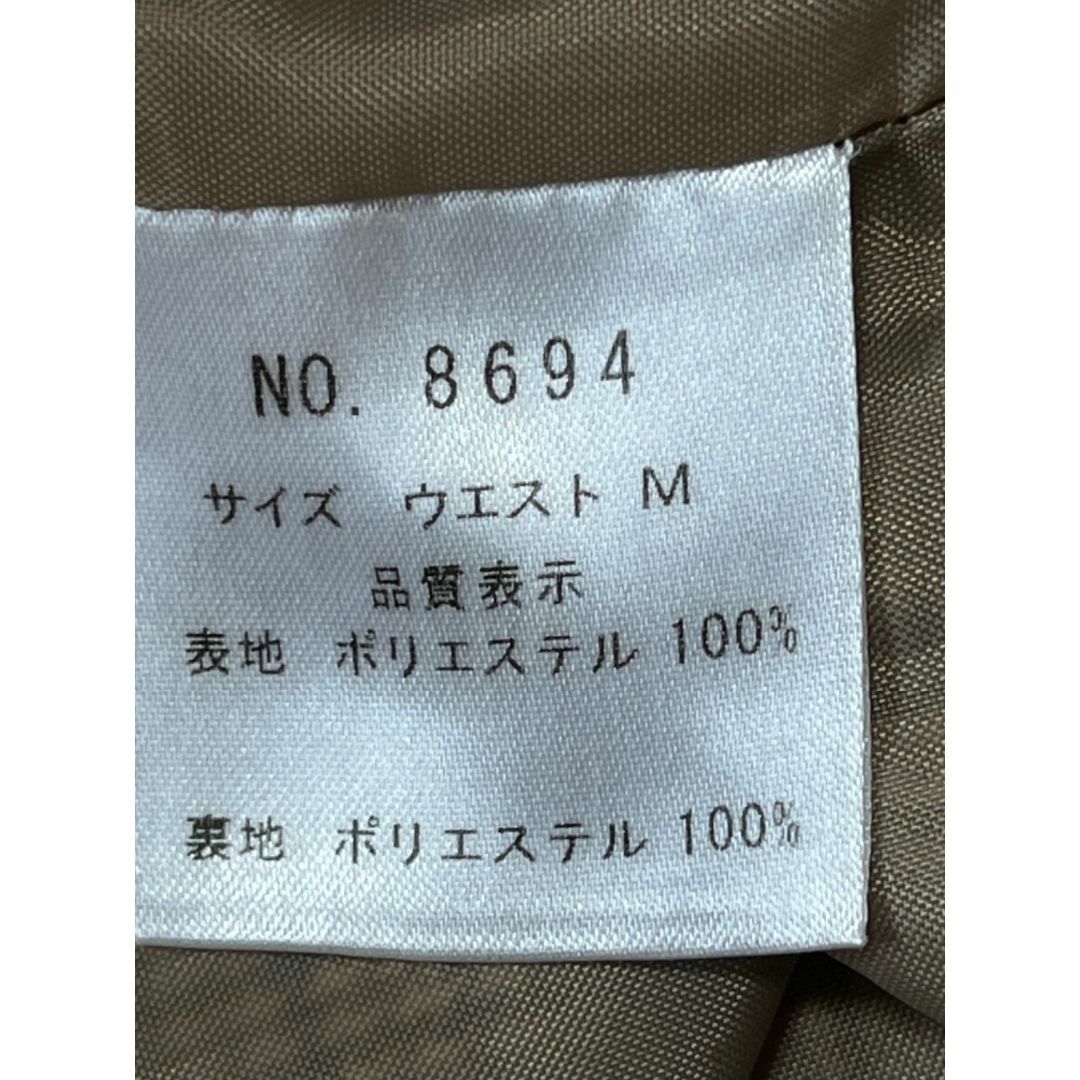 NO. 8694
サイズ ウエスト M
品質表示
表地 ポリエステル 100%
裏地 ポリエステル 100%